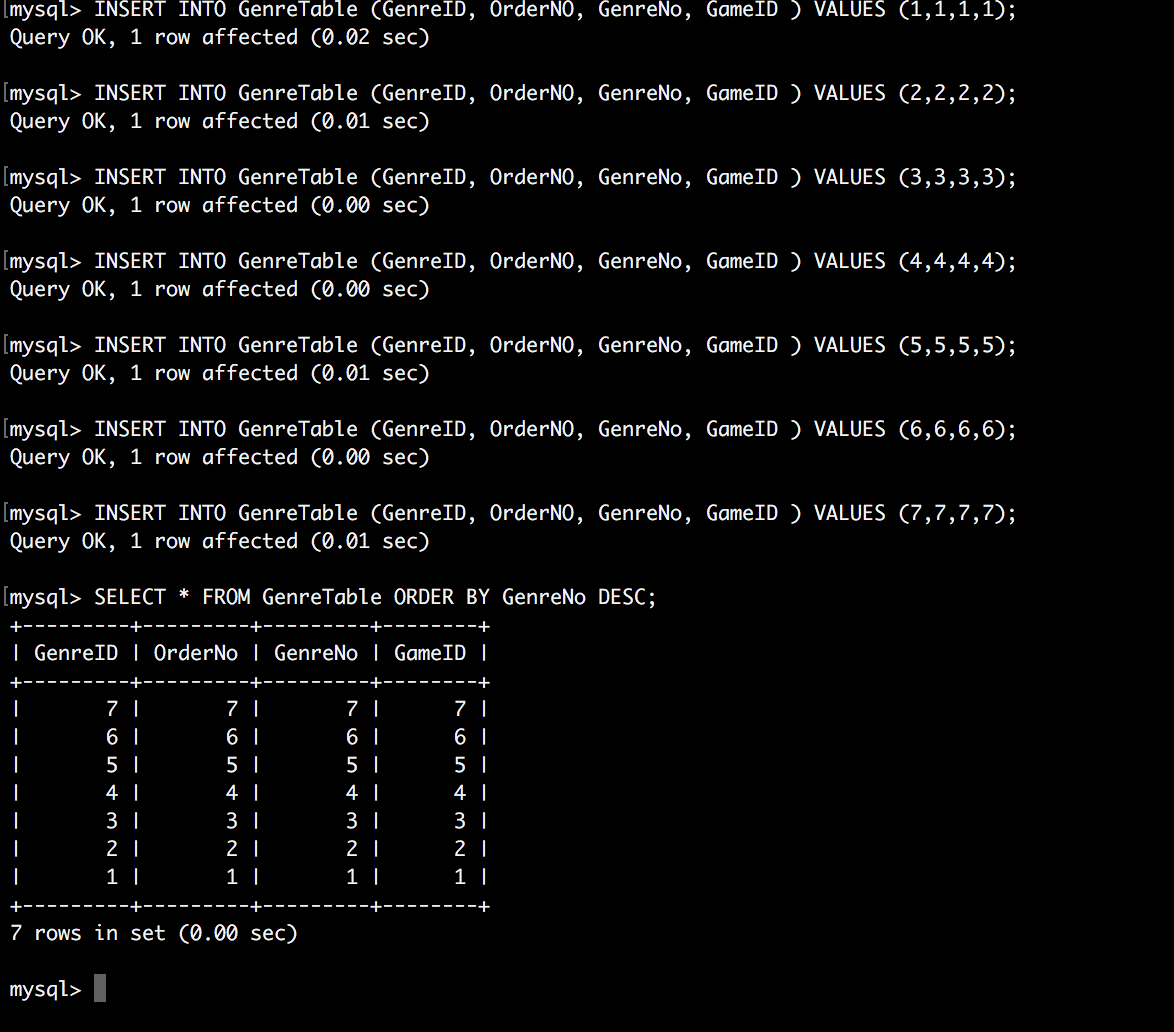 [mysql> INSERT INTO GenreTable (GenreID, OrderNO, GenreNo, GameID ) VALUES (1,1,1,1);
Query OK, 1 row affected (0.02 sec)
[mysql> INSERT INTO GenreTable (GenreID, OrderNO, GenreNo, GameID ) VALUES (2,2,2,2);
Query OK, 1 row affected (0.01 sec)
[mysql> INSERT INTO GenreTable (GenreID, OrderNO, GenreNo, GameID ) VALUES (3,3,3,3);
Query OK, 1 row affected (0.00 sec)
[mysql> INSERT INTO GenreTable (GenreID, OrderNO, GenreNo, GameID ) VALUES (4,4,4,4);
Query OK, 1 row affected (0.00 sec)
[mysql> INSERT INTO GenreTable (GenreID, OrderNO, GenreNo, GameID ) VALUES (5,5,5,5);
Query OK, 1 row affected (0.01 sec)
[mysql> INSERT INTO GenreTable (GenreID, OrderNO, GenreNo, GameID ) VALUES (6,6,6,6);
Query OK, 1 row affected (0.00 sec)
[mysql> INSERT INTO GenreTable (GenreID, OrderNO, GenreNo, GameID ) VALUES (7,7,7,7);
Query OK, 1 row affected (0.01 sec)
[mysql> SELECT * FROM GenreTable ORDER BY GenreNo DESC;
+---------+---------+---------+--------+
| GenreID | OrderNo | GenreNo | GameID |
+---------+---------+---------+--------+
|       7 |       7 |       7 |      7 |
|       6 |       6 |       6 |      6 |
|       5 |       5 |       5 |      5 |
|       4 |       4 |       4 |      4 |
|       3 |       3 |       3 |      3 |
|       2 |       2 |       2 |      2 |
|       1 |       1 |       1 |      1 |
+---------+---------+---------+--------+
7 rows in set (0.00 sec)
mysql>